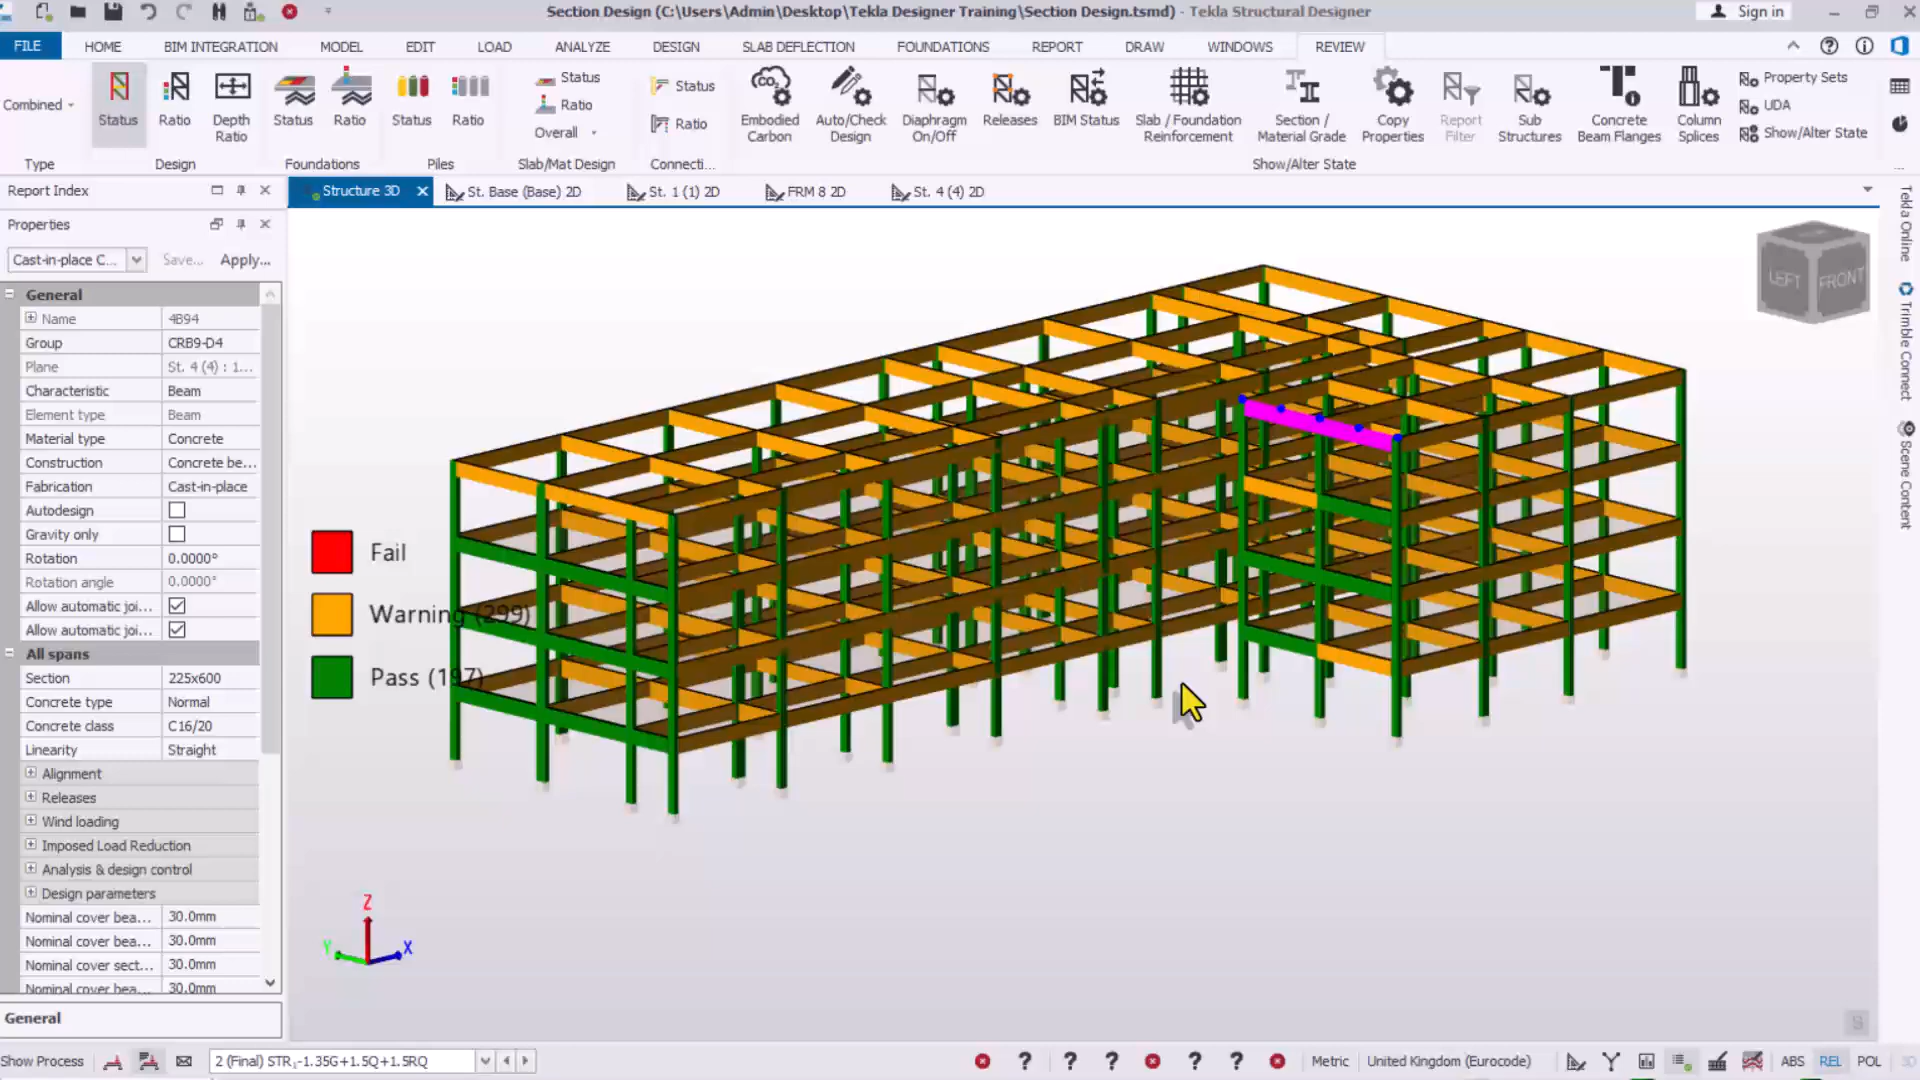 Section Design (C:\Users\Admin\Desktop\Tekla Designer Training\Section Design.tsmd) - Tekla Structural Designer
Sign in
FILE HOME BIM INTEGRATION MODEL EDIT LOAD ANALYZE DESIGN SLAB DEFLECTION FOUNDATIONS REPORT DRAW WINDOWS REVIEW
Combined
Type
Status
Ratio
Depth
Ratio
Design
Status
Ratio
Foundations
Status
Ratio
Piles
Status
Ratio
Overall
Slab/Mat Design
Status
Ratio
Connecti...
Embodied
Carbon
Auto/Check
Design
Diaphragm
On/Off
Releases
BIM Status
Slab / Foundation
Reinforcement
Section /
Material Grade
Copy
Properties
Report
Filter
Sub
Structures
Concrete
Beam Flanges
Column
Splices
Property Sets
UDA
Show/Alter State
Show/Alter State
Report Index
Structure 3D
St. Base (Base) 2D
St. 1 (1) 2D
FRM 8 2D
St. 4 (4) 2D
Properties
Cast-in-place C... Save... Apply...
General
Name 4B94
Group CRB9-D4
Plane St. 4 (4) : 1...
Characteristic Beam
Element type Beam
Material type Concrete
Construction Concrete be...
Fabrication Cast-in-place
Autodesign
Gravity only
Rotation 0.0000°
Rotation angle 0.0000°
Allow automatic joi...
Allow automatic joi...
All spans
Section 225x600
Concrete type Normal
Concrete class C16/20
Linearity Straight
Alignment
Releases
Wind loading
Imposed Load Reduction
Analysis & design control
Design parameters
Nominal cover bea... 30.0mm
Nominal cover bea... 30.0mm
Nominal cover sect... 30.0mm
Nominal cover bea... 30.0mm
General
Fail
Warning (299)
Pass (197)
Z
Y
X
LEFT
FRONT
Tekla Online
Trimble Connect
Scene Content
Show Process
2 (Final) STR₁-1.35G+1.5Q+1.5RQ
Metric United Kingdom (Eurocode)
ABS REL POL